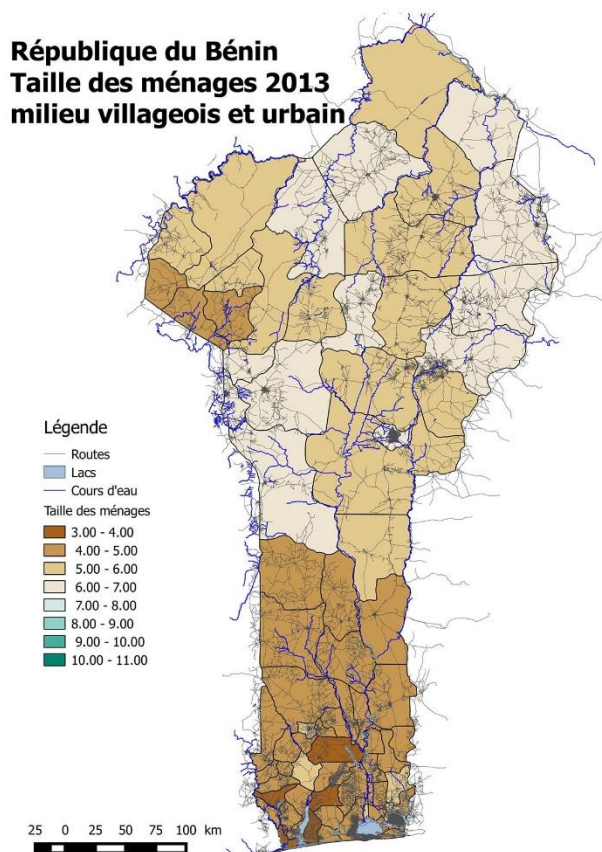 République du Bénin
Taille des ménages 2013
milieu villageois et urbain
Légende
Routes
Lacs
Cours d'eau
Taille des ménages
3.00 - 4.00
4.00 - 5.00
5.00 - 6.00
6.00 - 7.00
7.00 - 8.00
8.00 - 9.00
9.00 - 10.00
10.00 - 11.00
25 0 25 50 75 100 km